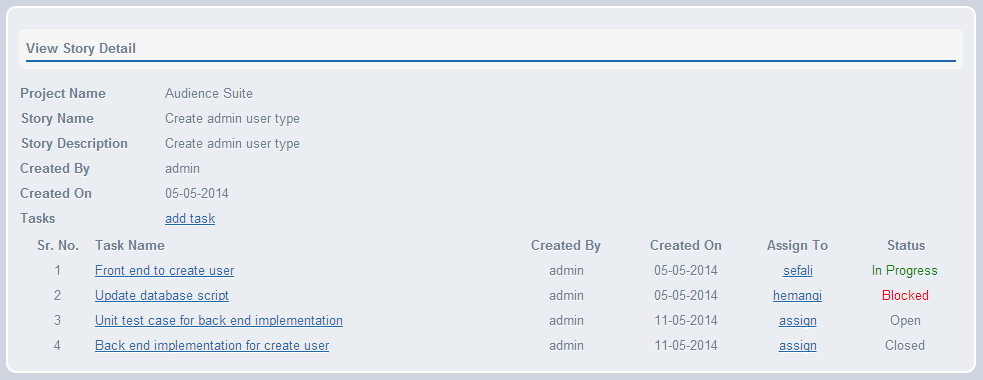 View Story Detail
Project Name Audience Suite
Story Name Create admin user type
Story Description Create admin user type
Created By admin
Created On 05-05-2014
Tasks add task
Sr. No. Task Name Created By Created On Assign To Status
1 Front end to create user admin 05-05-2014 sefali In Progress
2 Update database script admin 05-05-2014 hemangi Blocked
3 Unit test case for back end implementation admin 11-05-2014 assign Open
4 Back end implementation for create user admin 11-05-2014 assign Closed